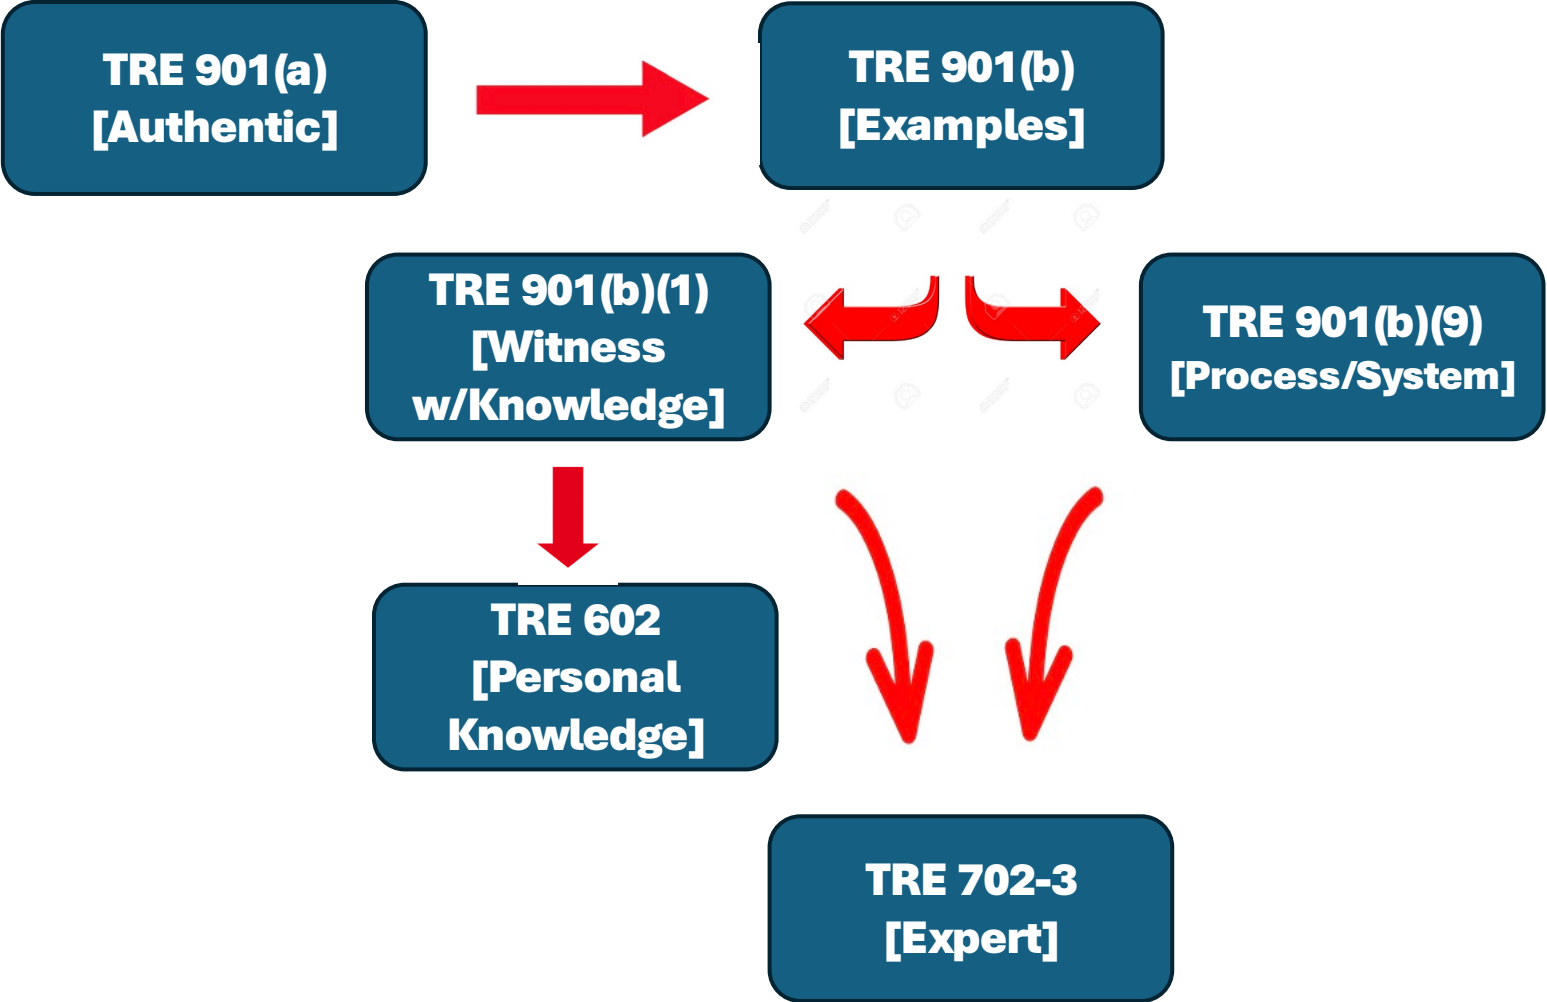 TRE 901(a)
[Authentic]
TRE 901(b)
[Examples]
TRE 901(b)(1)
[Witness
w/Knowledge]
TRE 901(b)(9)
[Process/System]
TRE 602
[Personal
Knowledge]
TRE 702-3
[Expert]